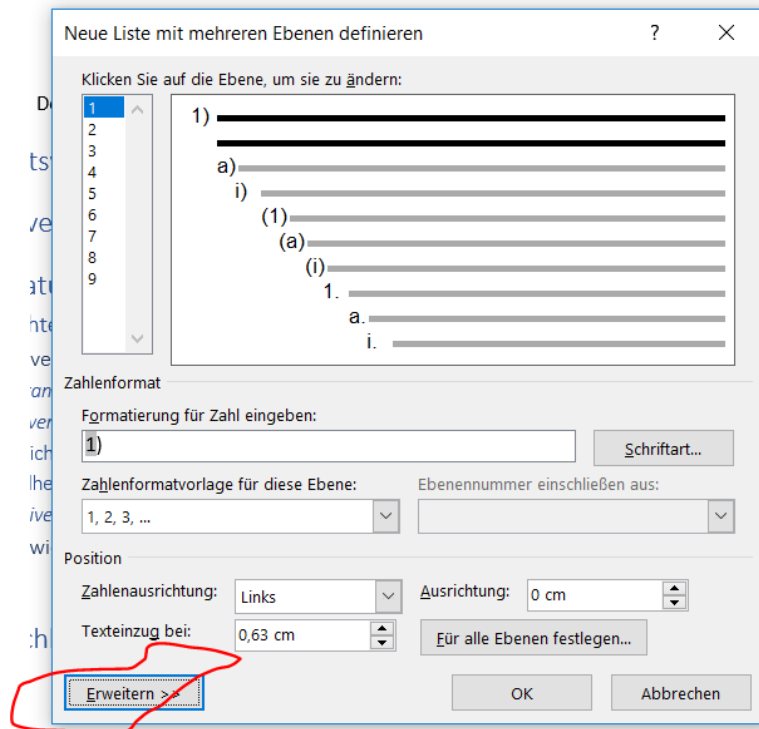 Neue Liste mit mehreren Ebenen definieren ? ×
Klicken Sie auf die Ebene, um sie zu ändern:
1
2
3
4
5
6
7
8
9
1)
a)
i)
(1)
(a)
(i)
1.
a.
i.
Zahlenformat
Formatierung für Zahl eingeben:
1)
Schriftart...
Zahlenformatvorlage für diese Ebene: Ebenennummer einschließen aus:
1, 2, 3, ...
Position
Zahlenausrichtung: Links Ausrichtung: 0 cm
Texteinzug bei: 0,63 cm Für alle Ebenen festlegen...
Erweitern >> OK Abbrechen